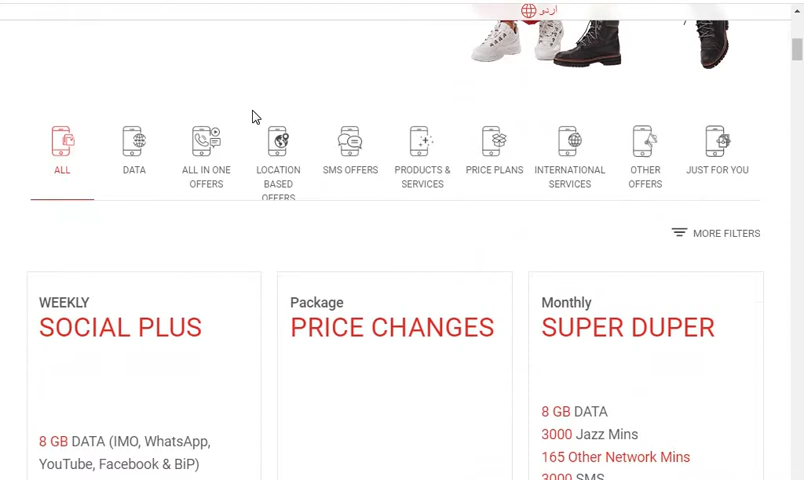 اردو
ALL
DATA
ALL IN ONE
OFFERS
LOCATION
BASED
OFFERS
SMS OFFERS
PRODUCTS &
SERVICES
PRICE PLANS
INTERNATIONAL
SERVICES
OTHER
OFFERS
JUST FOR YOU
MORE FILTERS
WEEKLY
SOCIAL PLUS
8 GB DATA (IMO, WhatsApp,
YouTube, Facebook & BiP)
Package
PRICE CHANGES
Monthly
SUPER DUPER
8 GB DATA
3000 Jazz Mins
165 Other Network Mins
3000 SMS